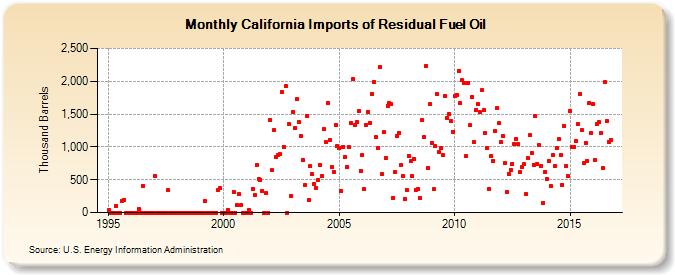 Monthly California Imports of Residual Fuel Oil
Thousand Barrels
2,500
2,000
1,500
1,000
500
0
1995 2000 2005 2010 2015
Source: U.S. Energy Information Administration